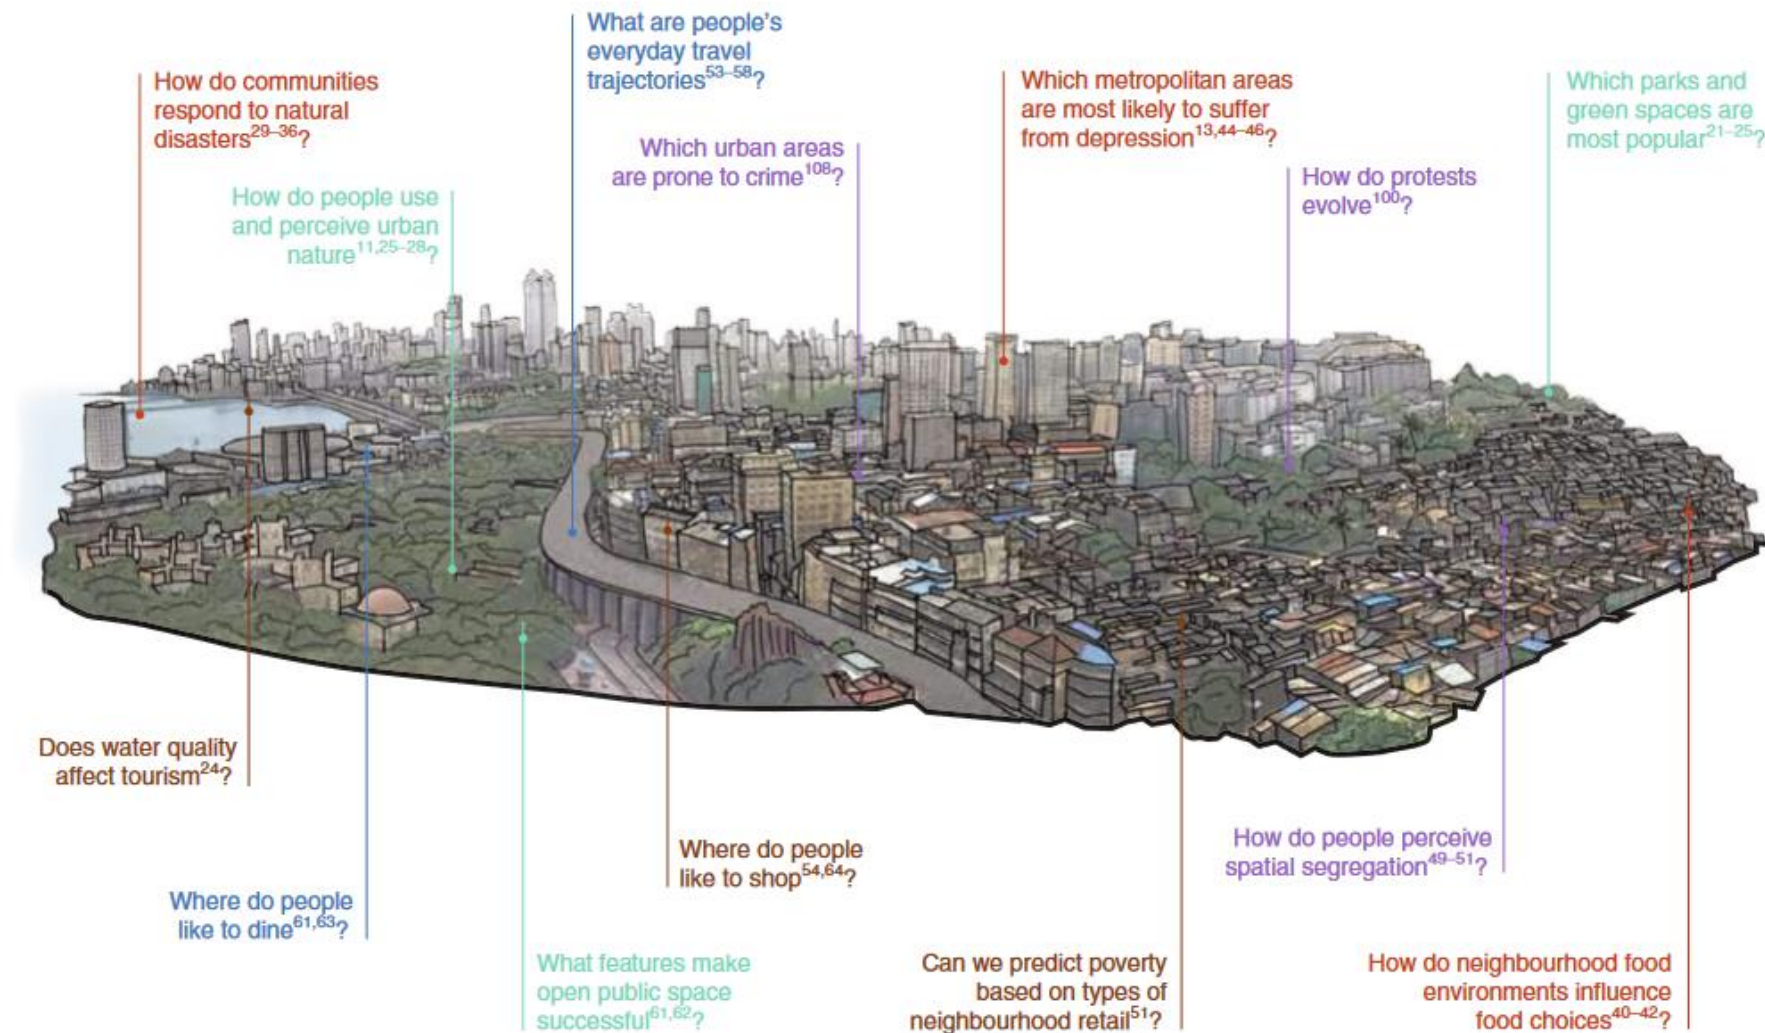 What are people's
everyday travel
trajectories53–58?
How do communities
respond to natural
disasters29–36?
Which metropolitan areas
are most likely to suffer
from depression13,44–46?
Which parks and
green spaces are
most popular21–25?
Which urban areas
are prone to crime108?
How do protests
evolve100?
How do people use
and perceive urban
nature11,25–28?
Does water quality
affect tourism24?
Where do people
like to shop54,64?
How do people perceive
spatial segregation49–51?
Where do people
like to dine61,63?
What features make
open public space
successful61,62?
Can we predict poverty
based on types of
neighbourhood retail51?
How do neighbourhood food
environments influence
food choices40–42?